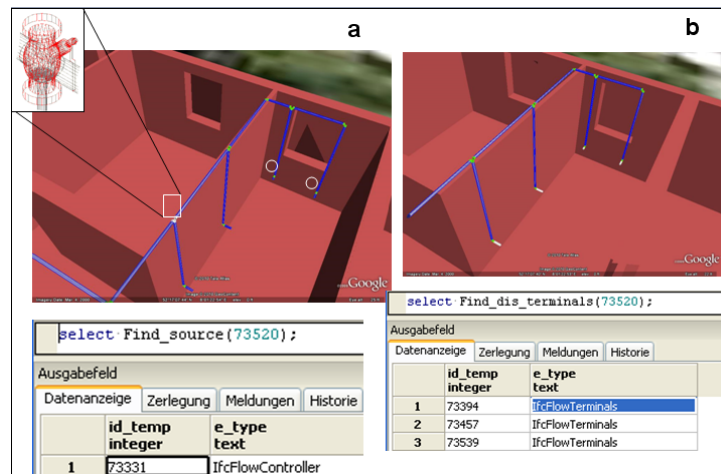 a
b
Google
Google
select Find_source(73520);
Ausgabefeld
Datenanzeige Zerlegung Meldungen Historie
id_temp e_type
integer text
1 73331 IfcFlowController
select Find_dis_terminals(73520);
Ausgabefeld
Datenanzeige Zerlegung Meldungen Historie
id_temp e_type
integer text
1 73394 IfcFlowTerminals
2 73457 IfcFlowTerminals
3 73539 IfcFlowTerminals